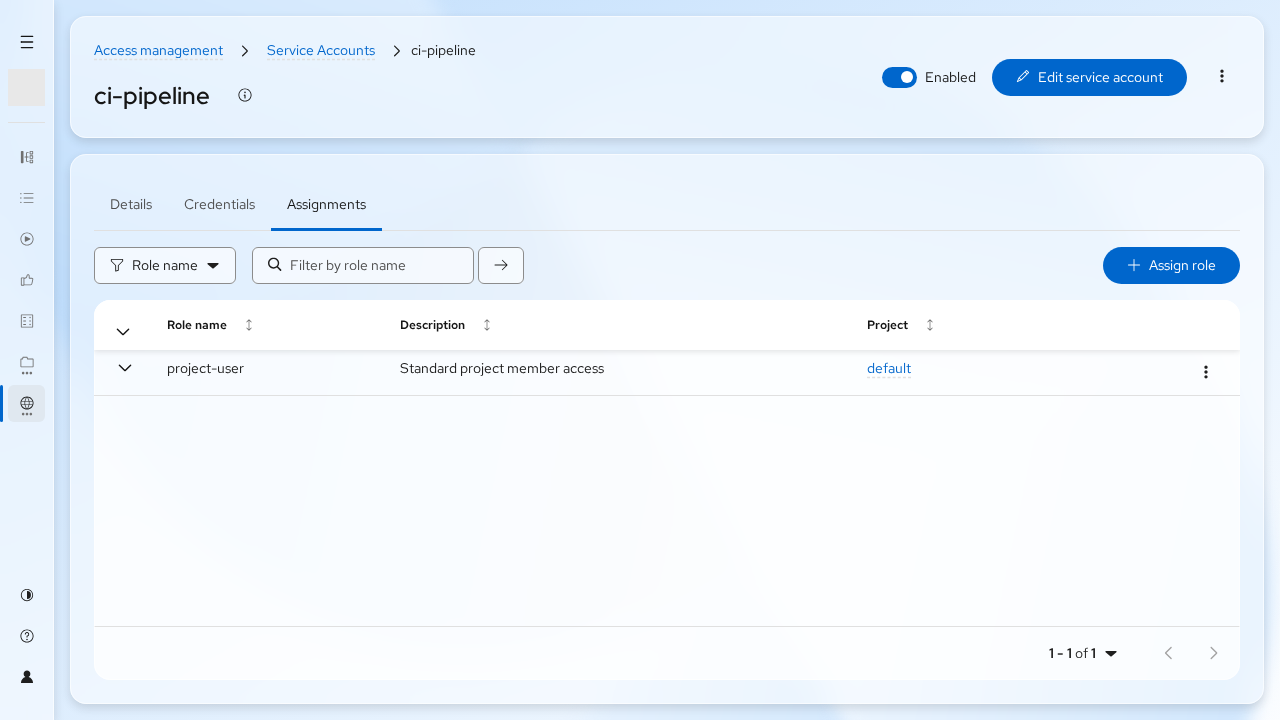 Access management Service Accounts ci-pipeline
ci-pipeline
Enabled
Edit service account
Details Credentials Assignments
Role name
Filter by role name
Assign role
Role name Description Project
project-user Standard project member access default
1 - 1 of 1